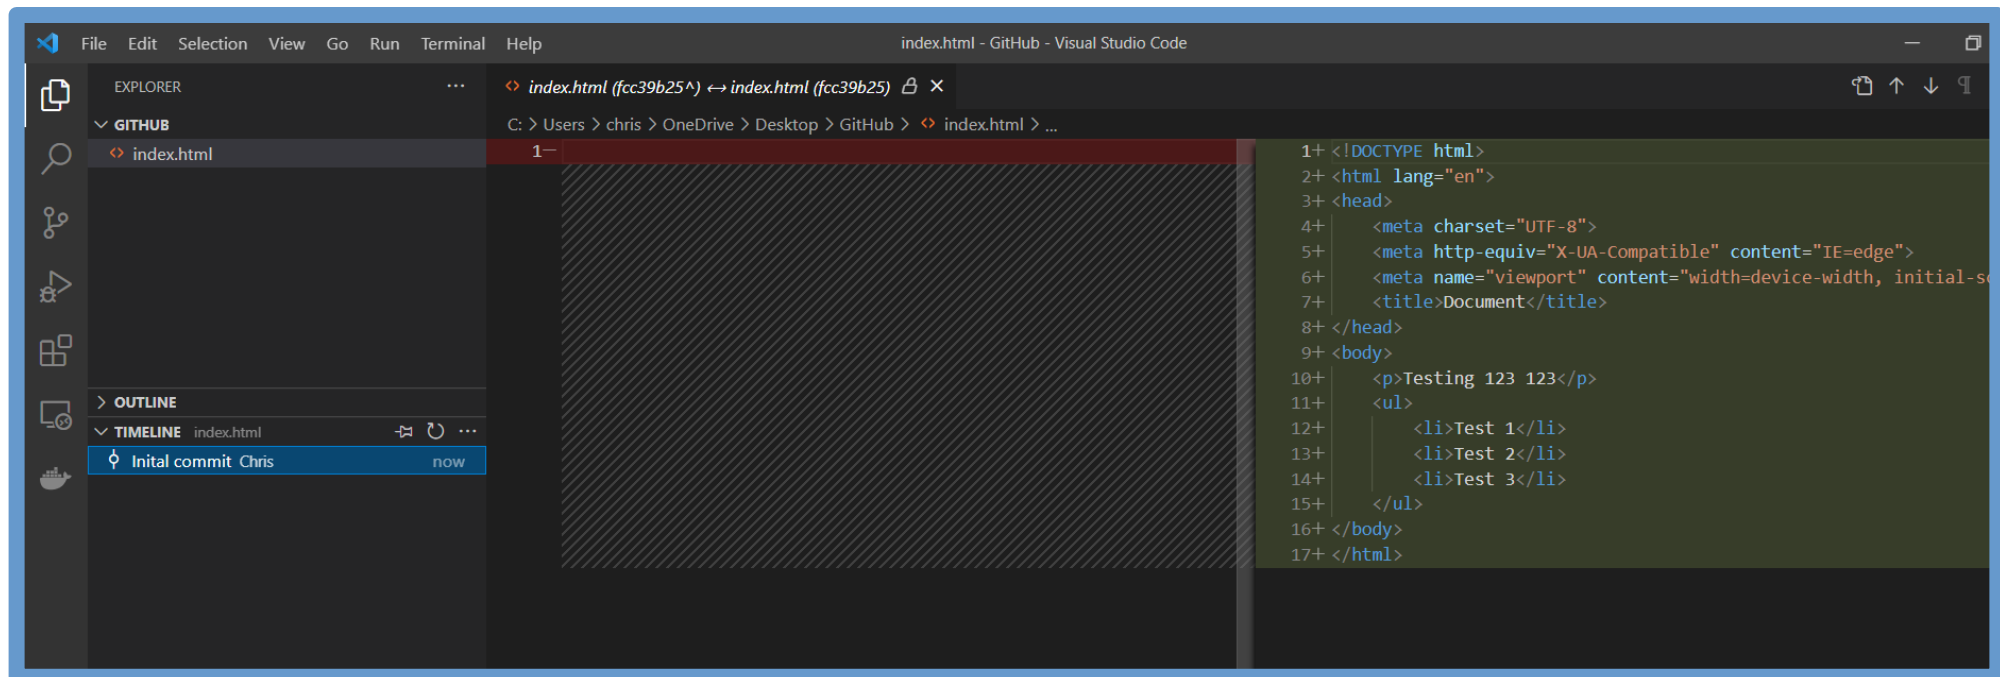 File Edit Selection View Go Run Terminal Help index.html - GitHub - Visual Studio Code
EXPLORER
GITHUB
index.html
OUTLINE
TIMELINE index.html
Inital commit Chris now
index.html (fcc39b25^) ↔ index.html (fcc39b25)
C: > Users > chris > OneDrive > Desktop > GitHub > index.html > ...
1−
1+ <!DOCTYPE html>
2+ <html lang="en">
3+ <head>
4+ <meta charset="UTF-8">
5+ <meta http-equiv="X-UA-Compatible" content="IE=edge">
6+ <meta name="viewport" content="width=device-width, initial-sc
7+ <title>Document</title>
8+ </head>
9+ <body>
10+ <p>Testing 123 123</p>
11+ <ul>
12+ <li>Test 1</li>
13+ <li>Test 2</li>
14+ <li>Test 3</li>
15+ </ul>
16+ </body>
17+ </html>